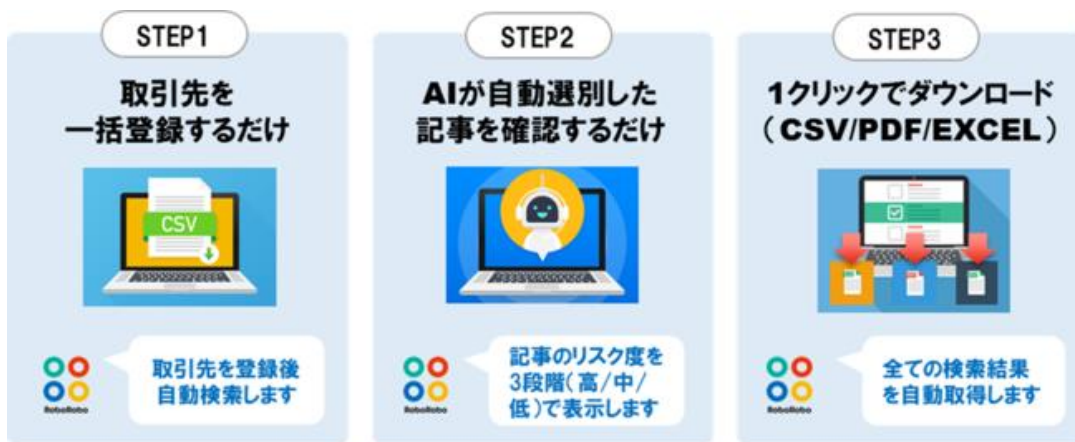 STEP1
取引先を
一括登録するだけ
CSV
取引先を登録後
自動検索します
RoboRobo
STEP2
AIが自動選別した
記事を確認するだけ
記事のリスク度を
3段階(高/中/
低)で表示します
RoboRobo
STEP3
1クリックでダウンロード
(CSV/PDF/EXCEL)
全ての検索結果
を自動取得します
RoboRobo